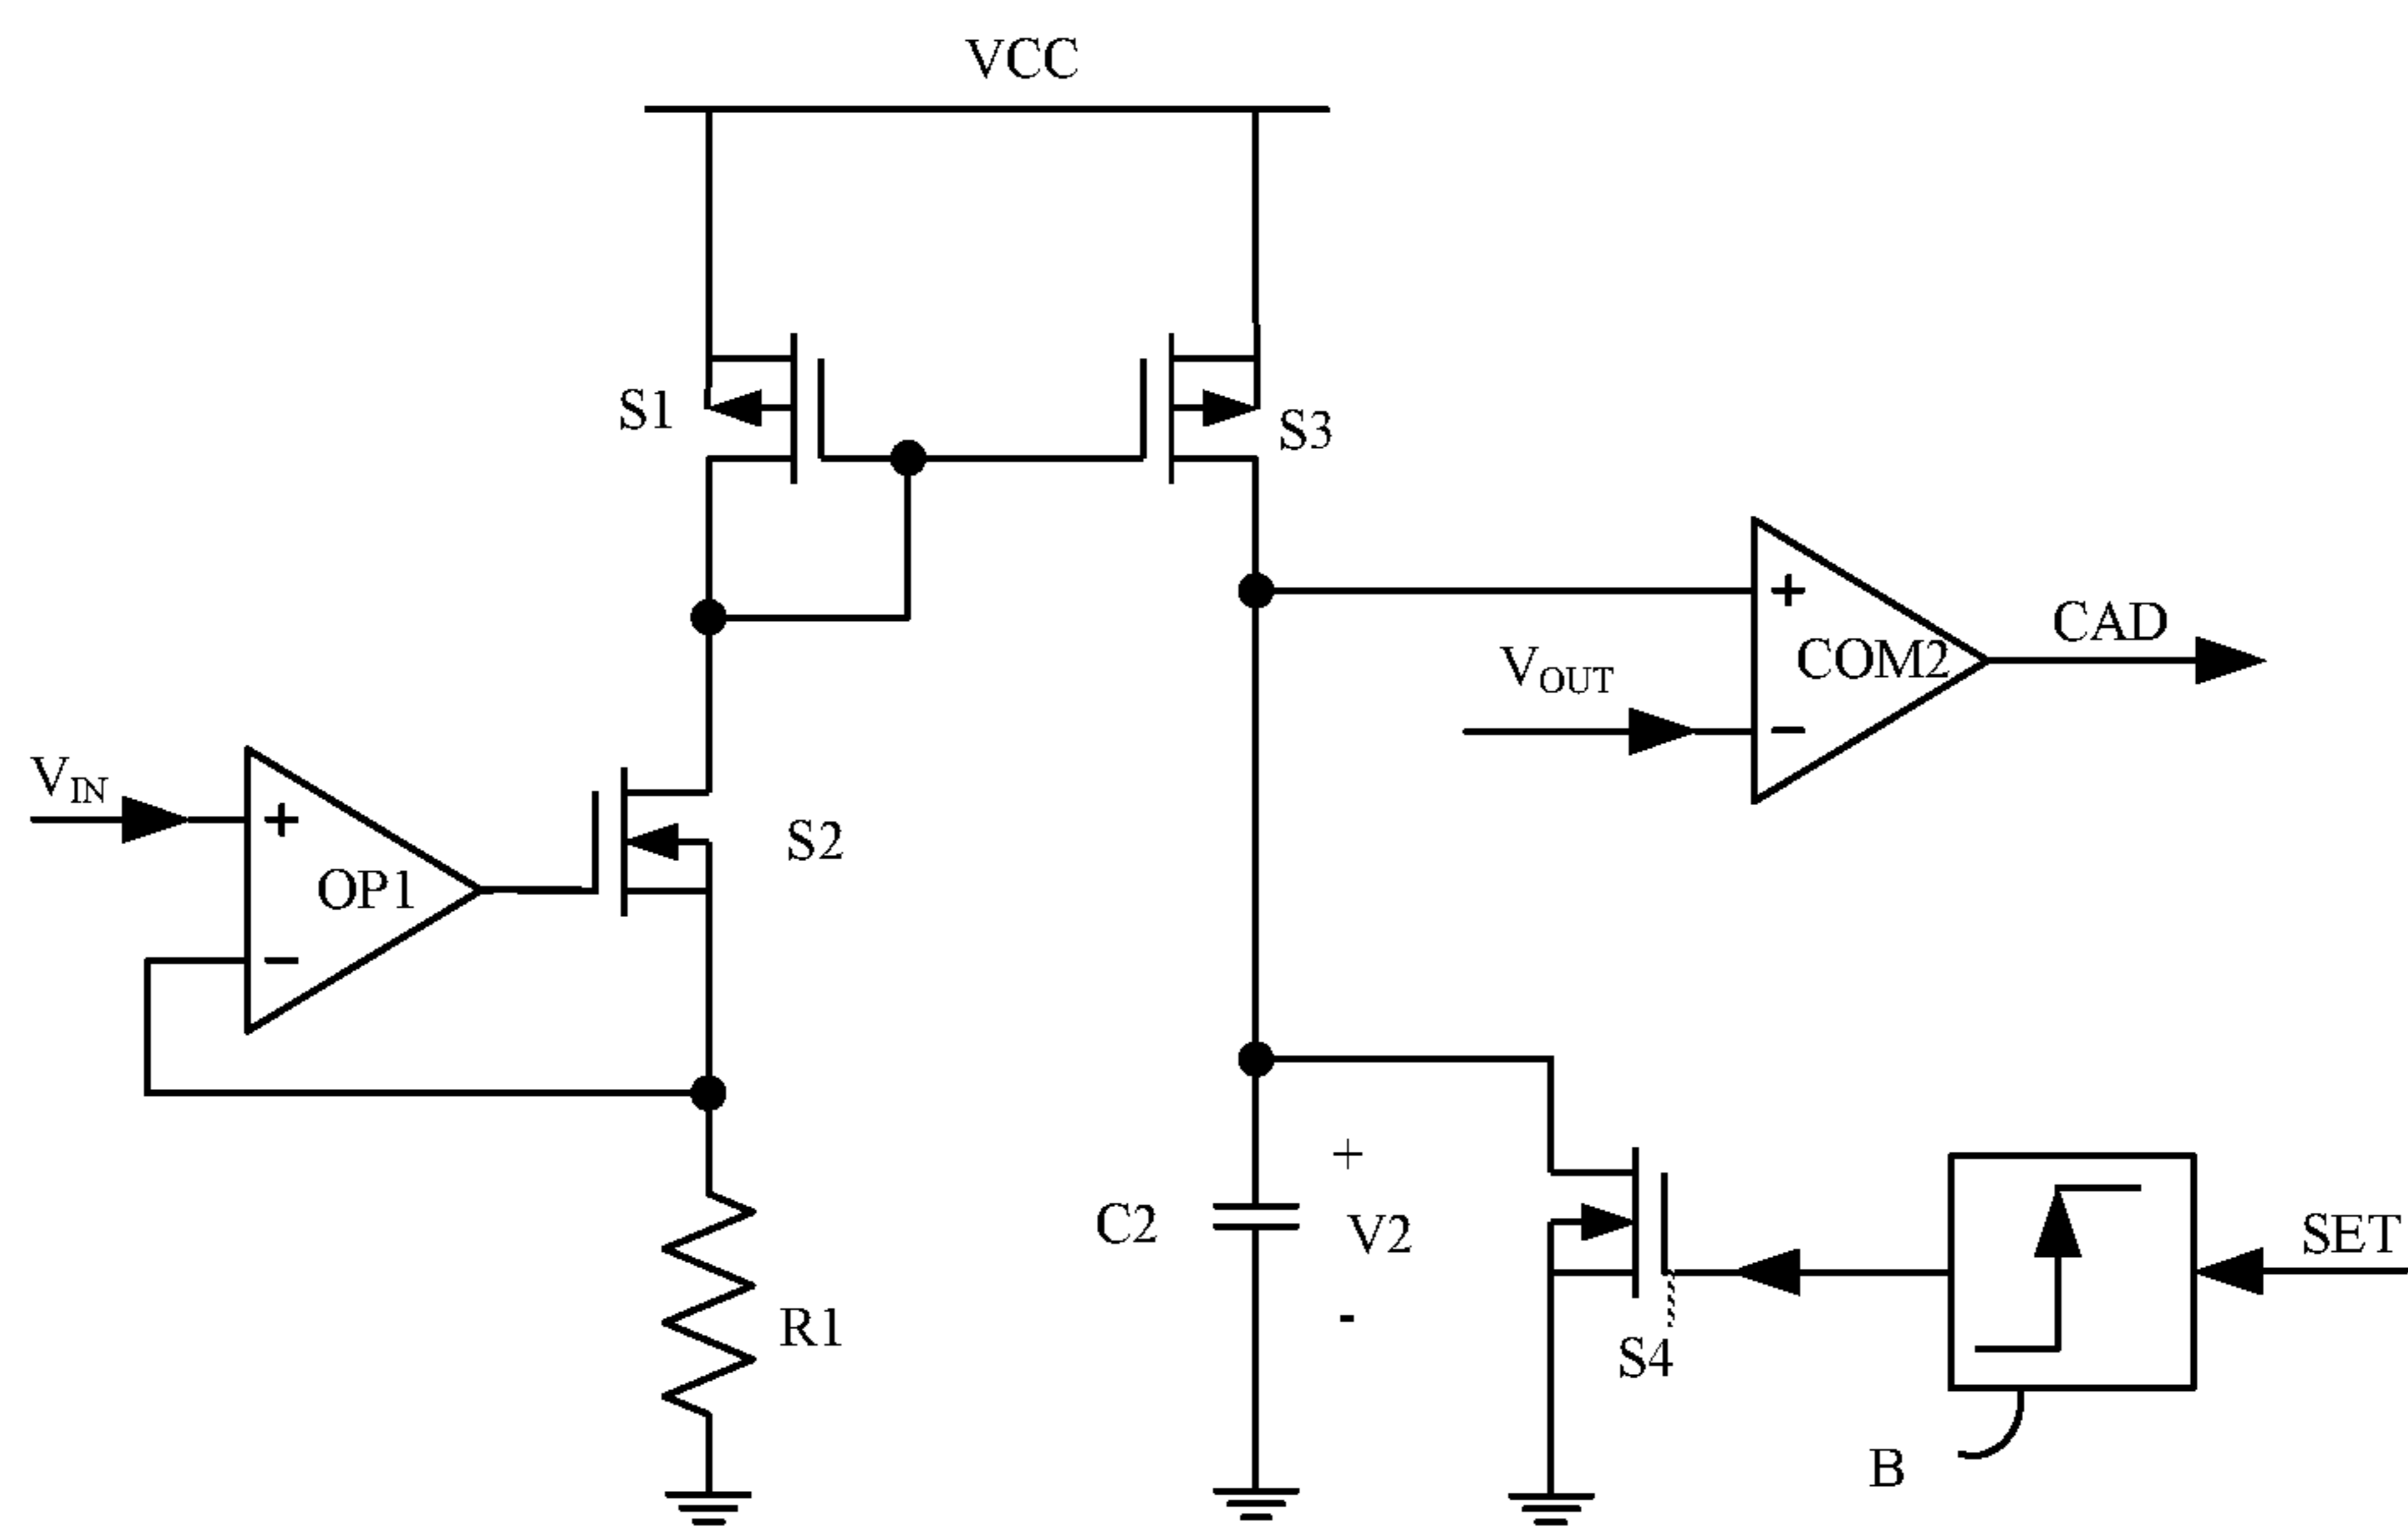 VCC
S1
S3
CAD
COM2
VOUT
+
−
VIN
S2
+
OP1
−
+
C2
V2
SET
-
R1
S4
B